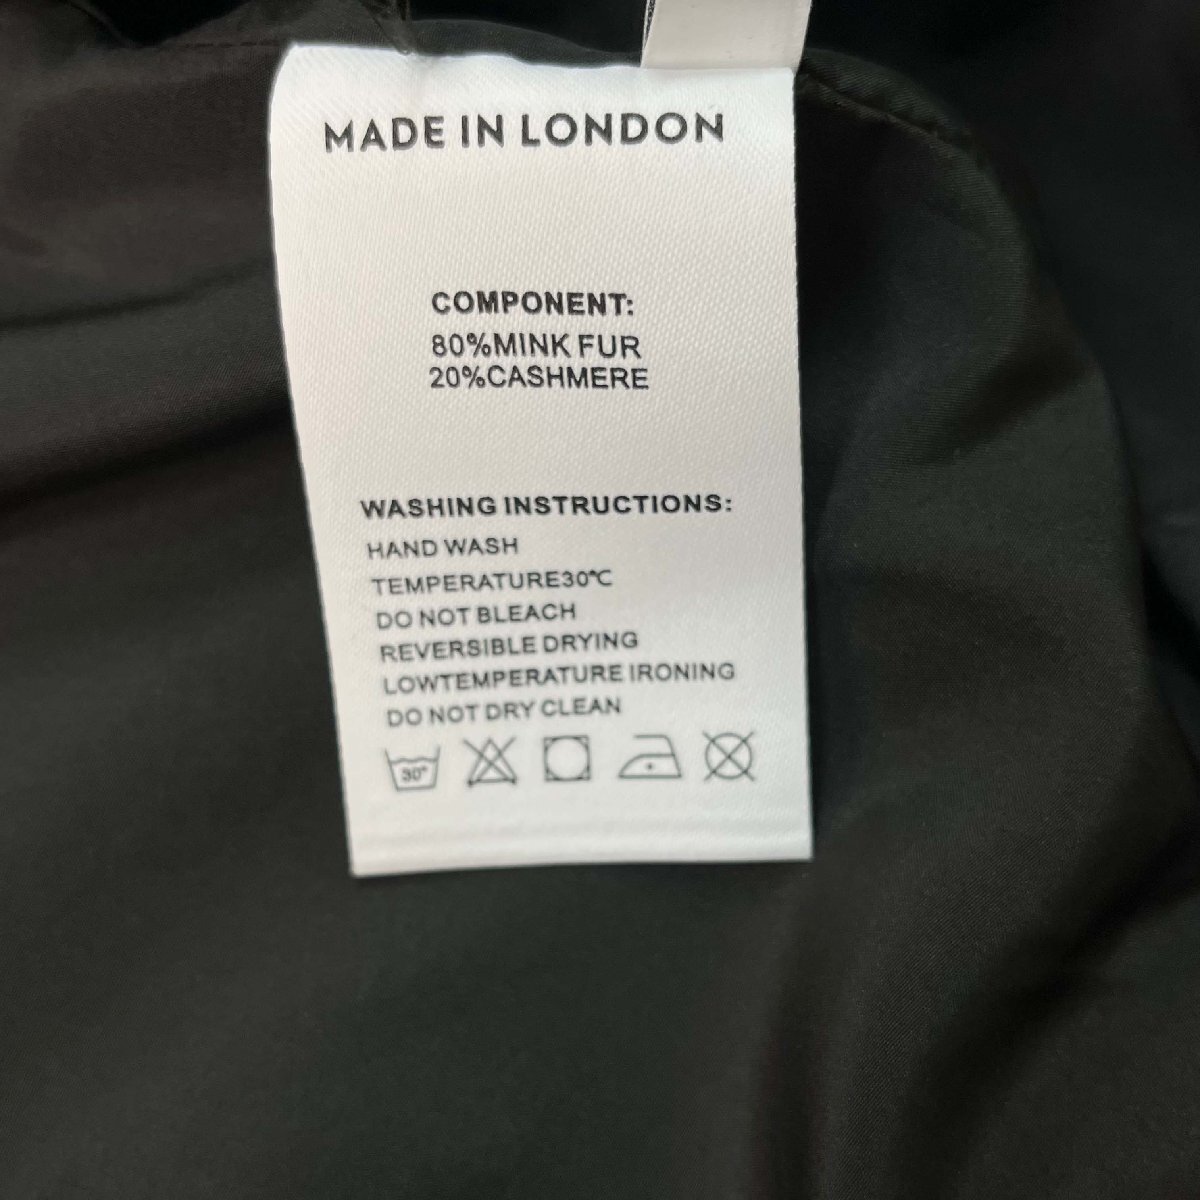 MADE IN LONDON
COMPONENT:
80%MINK FUR
20%CASHMERE
WASHING INSTRUCTIONS:
HAND WASH
TEMPERATURE30℃
DO NOT BLEACH
REVERSIBLE DRYING
LOWTEMPERATURE IRONING
DO NOT DRY CLEAN
30°